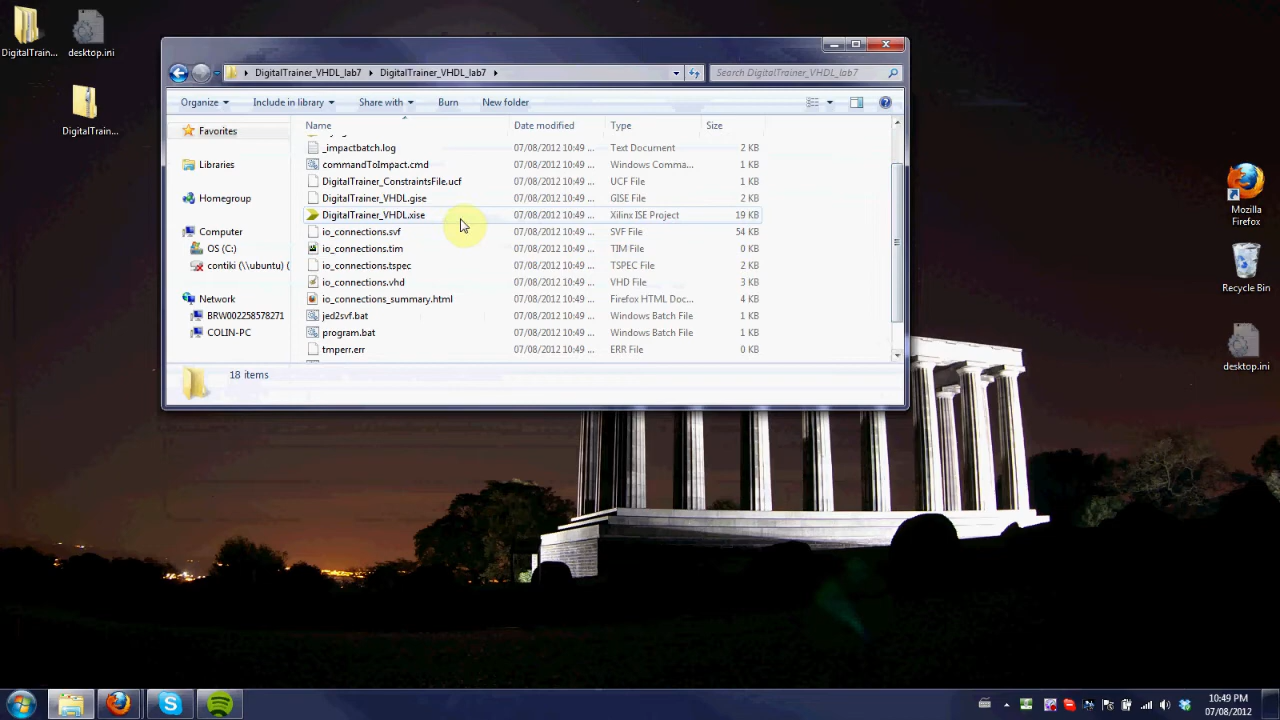 DigitalTrain...
desktop.ini
DigitalTrain...
DigitalTrainer_VHDL_lab7 DigitalTrainer_VHDL_lab7
Search DigitalTrainer_VHDL_lab7
Organize Include in library Share with Burn New folder
Name Date modified Type Size
Favorites
Libraries
Homegroup
Computer
OS (C:)
contiki (\\ubuntu) (
Network
BRW002258578271
COLIN-PC
_impactbatch.log 07/08/2012 10:49 ... Text Document 2 KB
commandToImpact.cmd 07/08/2012 10:49 ... Windows Comma... 1 KB
DigitalTrainer_ConstraintsFile.ucf 07/08/2012 10:49 ... UCF File 1 KB
DigitalTrainer_VHDL.gise 07/08/2012 10:49 ... GISE File 2 KB
DigitalTrainer_VHDL.xise 07/08/2012 10:49 ... Xilinx ISE Project 19 KB
io_connections.svf 07/08/2012 10:49 ... SVF File 54 KB
io_connections.tim 07/08/2012 10:49 ... TIM File 0 KB
io_connections.tspec 07/08/2012 10:49 ... TSPEC File 2 KB
io_connections.vhd 07/08/2012 10:49 ... VHD File 3 KB
io_connections_summary.html 07/08/2012 10:49 ... Firefox HTML Doc... 4 KB
jed2svf.bat 07/08/2012 10:49 ... Windows Batch File 1 KB
program.bat 07/08/2012 10:49 ... Windows Batch File 1 KB
tmperr.err 07/08/2012 10:49 ... ERR File 0 KB
18 items
Mozilla
Firefox
Recycle Bin
desktop.ini
10:49 PM
07/08/2012